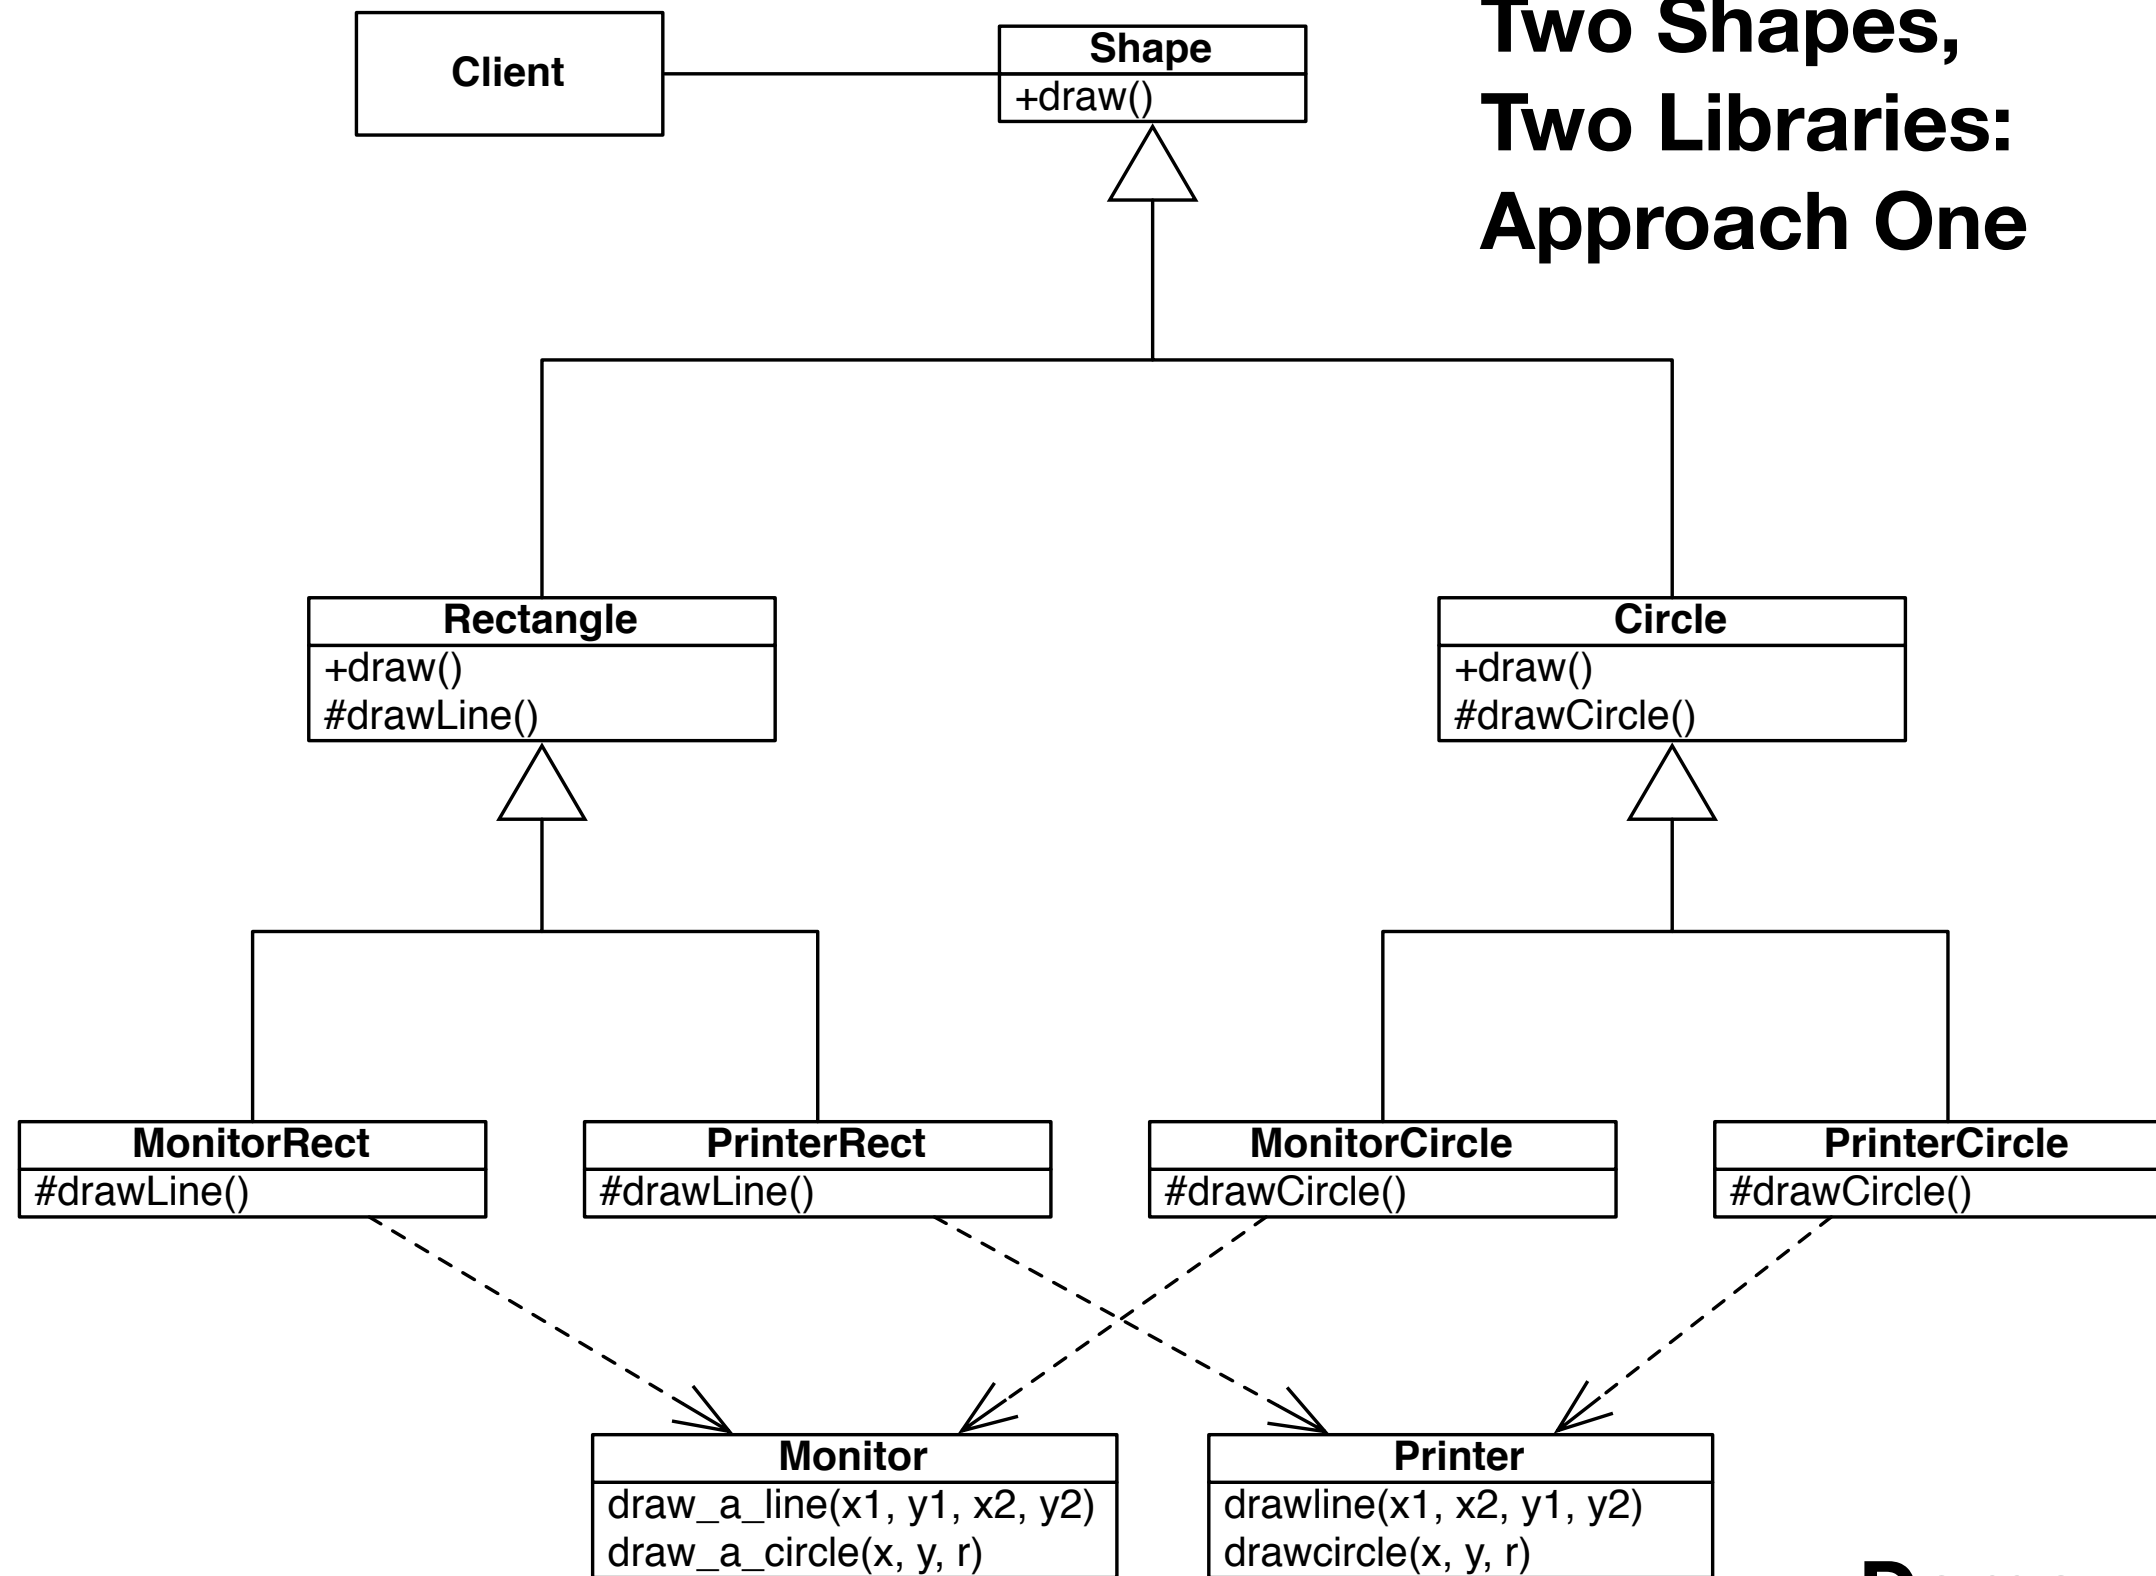 Two Shapes,
Two Libraries:
Approach One
Client
Shape
+draw()
Rectangle
+draw()
#drawLine()
Circle
+draw()
#drawCircle()
MonitorRect
#drawLine()
PrinterRect
#drawLine()
MonitorCircle
#drawCircle()
PrinterCircle
#drawCircle()
Monitor
draw_a_line(x1, y1, x2, y2)
draw_a_circle(x, y, r)
Printer
drawline(x1, x2, y1, y2)
drawcircle(x, y, r)